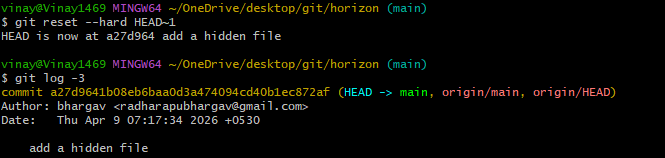 vinay@Vinay1469 MINGW64 ~/OneDrive/desktop/git/horizon (main)
$ git reset --hard HEAD~1
HEAD is now at a27d964 add a hidden file
vinay@Vinay1469 MINGW64 ~/OneDrive/desktop/git/horizon (main)
$ git log -3
commit a27d9641b08eb6baa0d3a474094cd40b1ec872af (HEAD -> main, origin/main, origin/HEAD)
Author: bhargav <radharapubhargav@gmail.com>
Date:   Thu Apr 9 07:17:34 2026 +0530
    add a hidden file